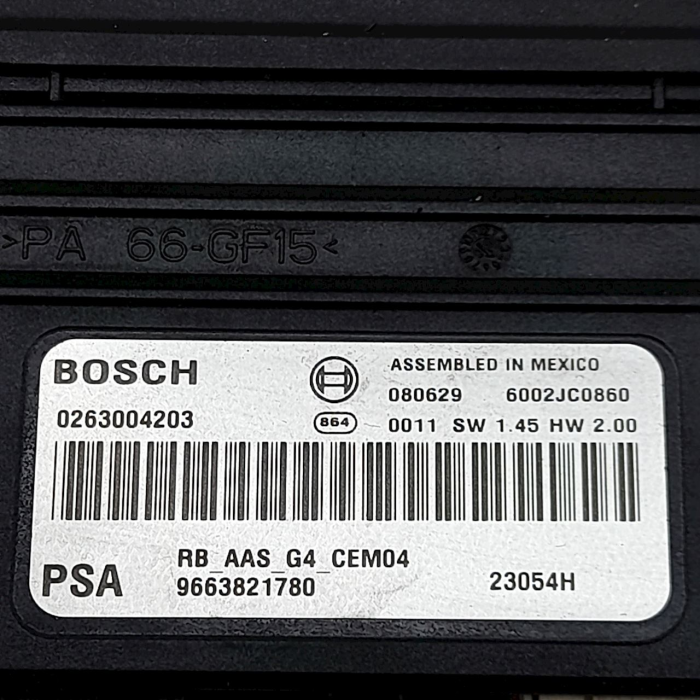 >PA 66-GF15<
BOSCH
ASSEMBLED IN MEXICO
080629 6002JC0860
0263004203
864
0011 SW 1.45 HW 2.00
RB_AAS_G4_CEM04
PSA
9663821780
23054H